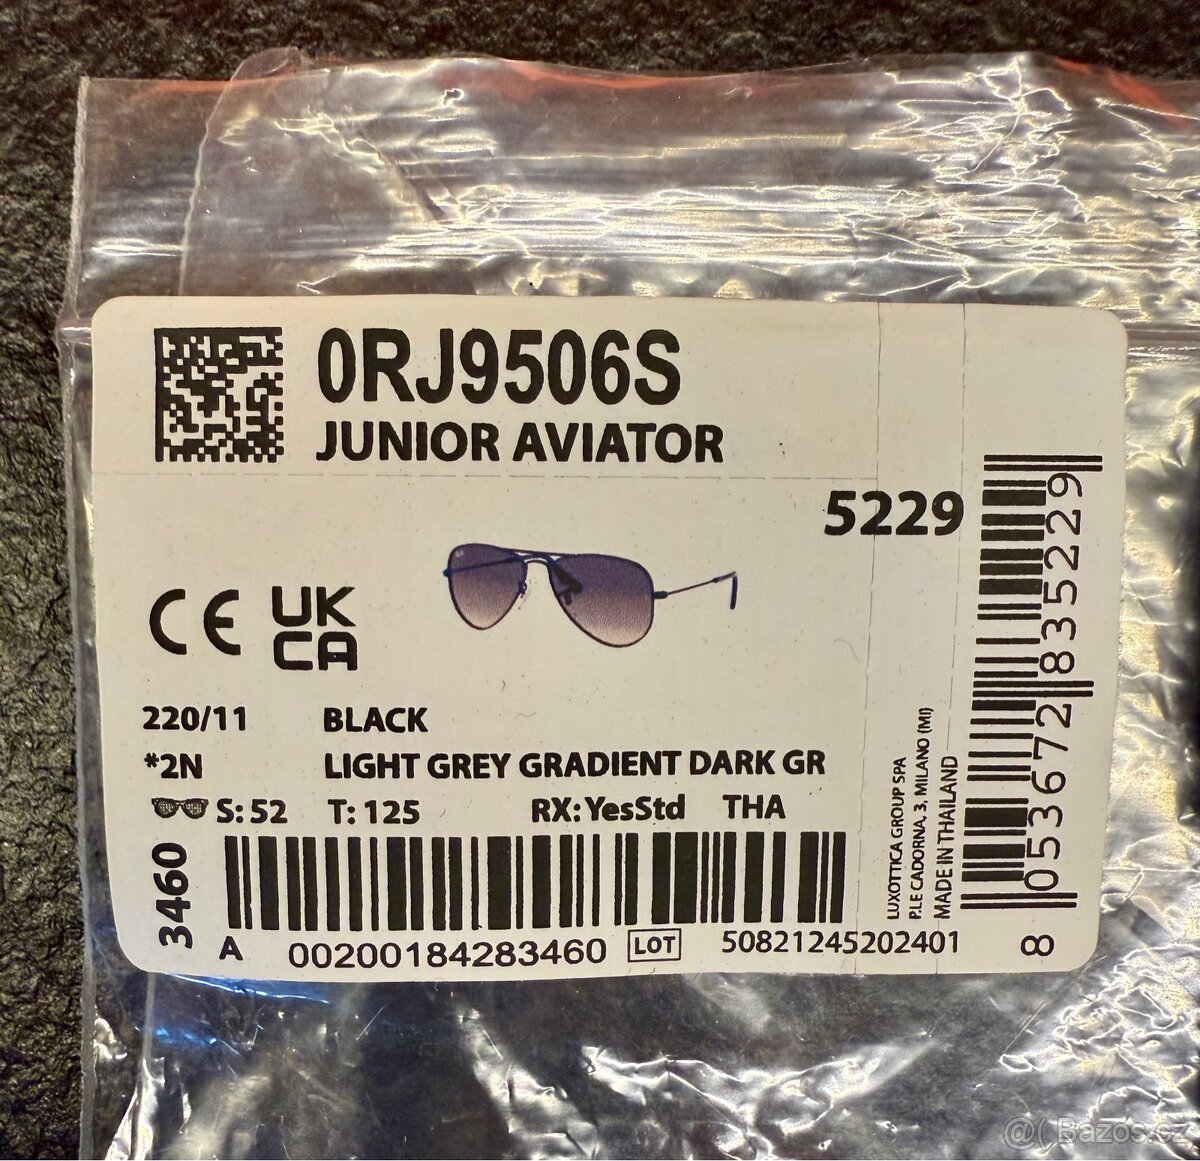 0RJ9506S
JUNIOR AVIATOR
5229
CE UK CA
220/11 BLACK
*2N LIGHT GREY GRADIENT DARK GR
S: 52 T: 125 RX: YesStd THA
3460
A 00200184283460 LOT 50821245202401
LUXOTTICA GROUP SPA
P.LE CADORNA, 3, MILANO (MI)
MADE IN THAILAND
8 053672 835229
@( Bazos.cz